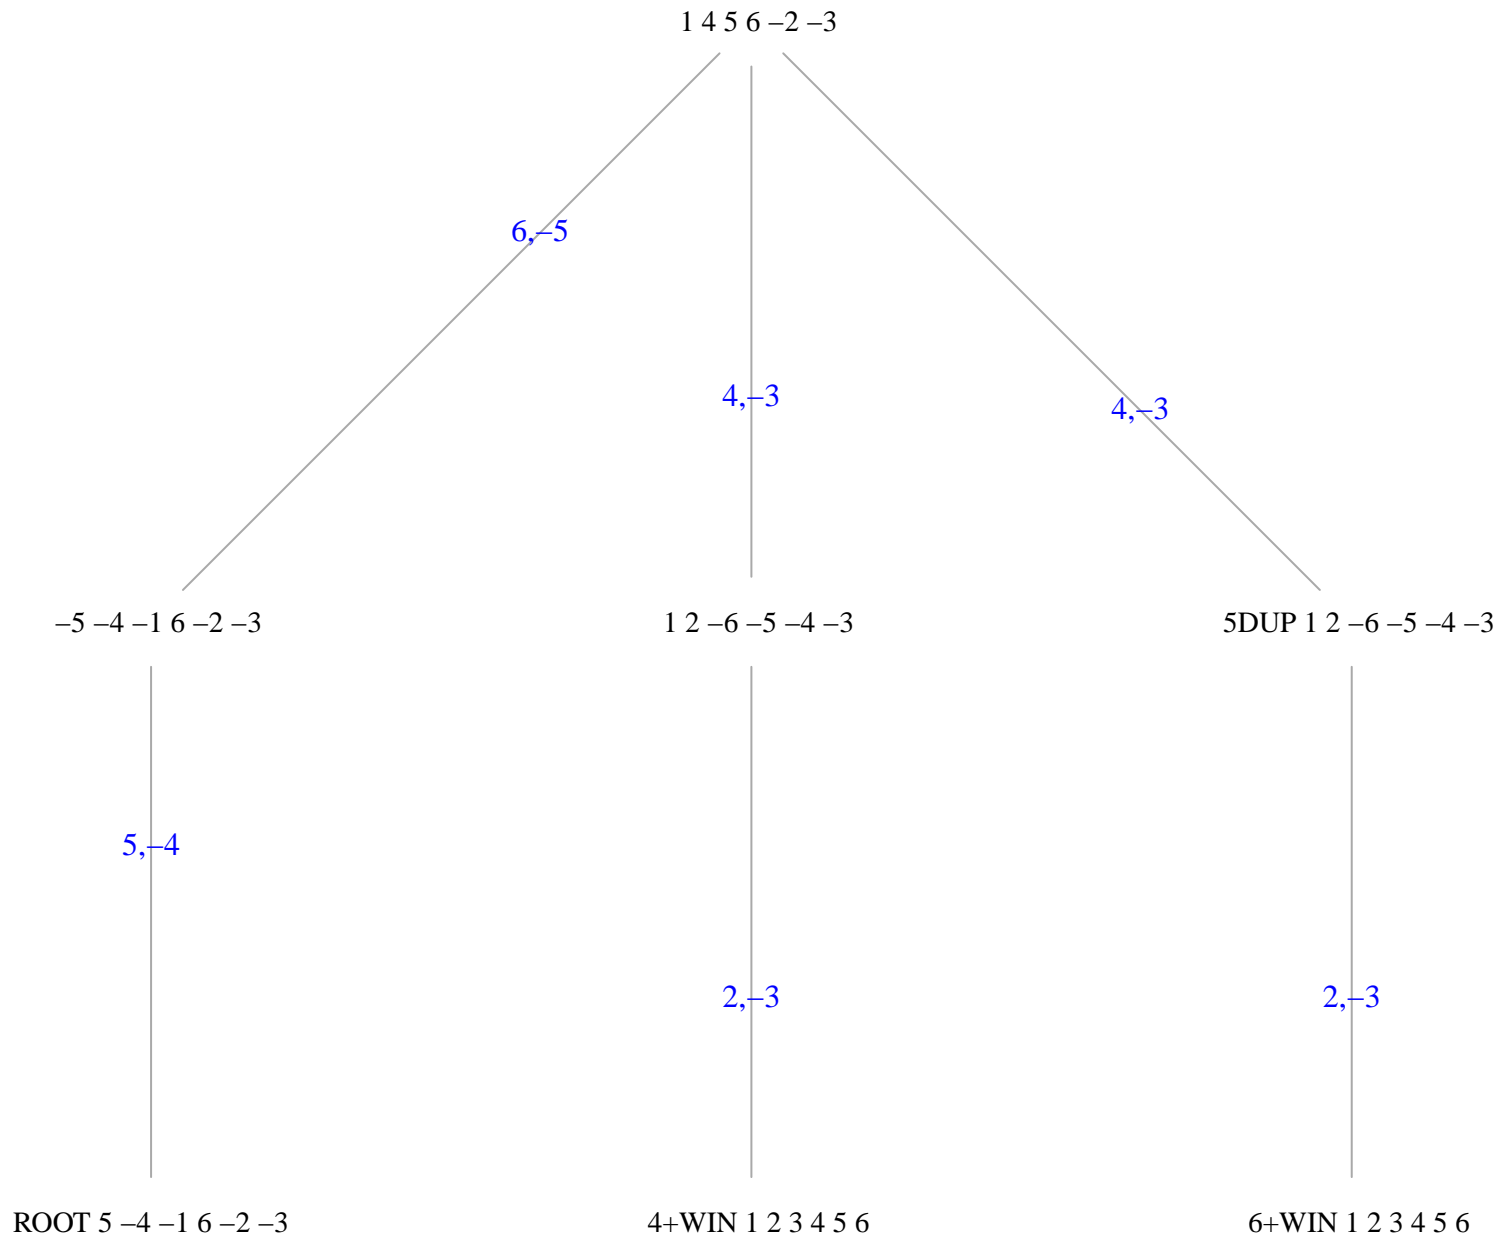 1 4 5 6 –2 –3
6,–5
4,–3
4,–3
–5 –4 –1 6 –2 –3
1 2 –6 –5 –4 –3
5DUP 1 2 –6 –5 –4 –3
5,–4
2,–3
2,–3
ROOT 5 –4 –1 6 –2 –3
4+WIN 1 2 3 4 5 6
6+WIN 1 2 3 4 5 6